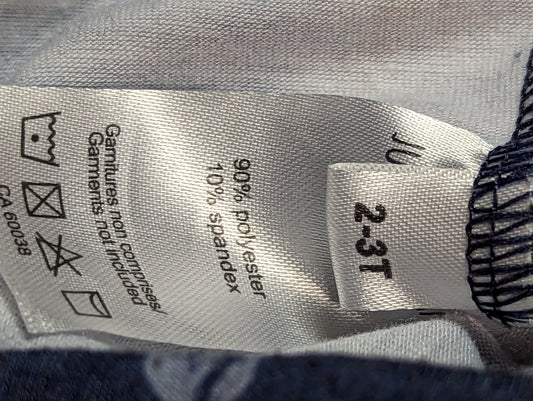 2-3T
90% polyester
10% spandex
Garnitures non comprises/
Garments not included
CA 60038